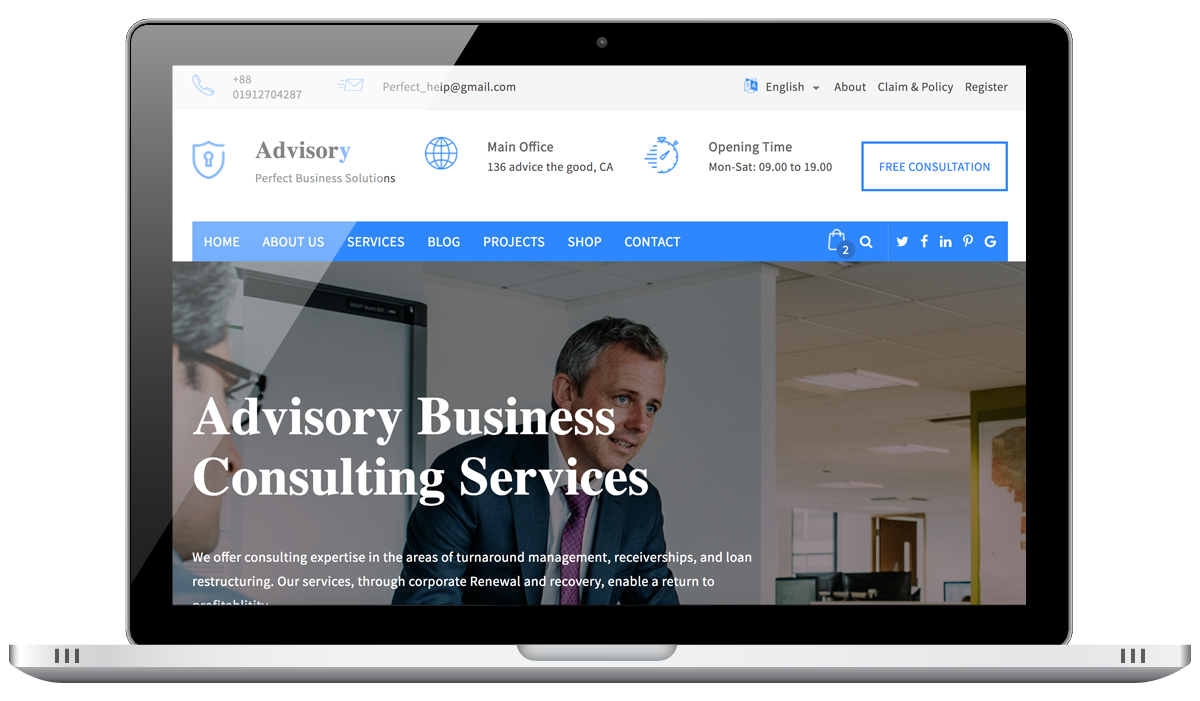 +88
01912704287
Perfect_help@gmail.com
English
About
Claim & Policy
Register
Advisory
Perfect Business Solutions
Main Office
136 advice the good, CA
Opening Time
Mon-Sat: 09.00 to 19.00
FREE CONSULTATION
HOME
ABOUT US
SERVICES
BLOG
PROJECTS
SHOP
CONTACT
2
Advisory Business
Consulting Services
We offer consulting expertise in the areas of turnaround management, receiverships, and loan
restructuring. Our services, through corporate Renewal and recovery, enable a return to